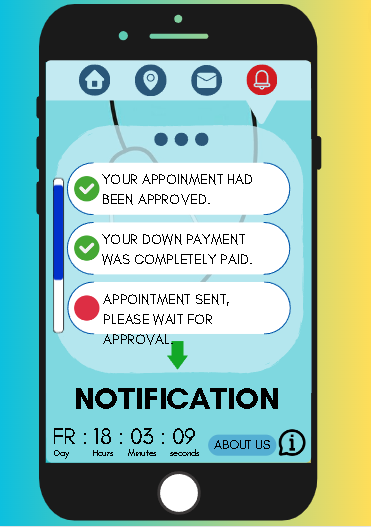 YOUR APPOINMENT HAD
BEEN APPROVED.
YOUR DOWN PAYMENT
WAS COMPLETELY PAID.
APPOINTMENT SENT,
PLEASE WAIT FOR
APPROVAL.
NOTIFICATION
FR : 18 : 03 : 09
Day Hours Minutes seconds
ABOUT US